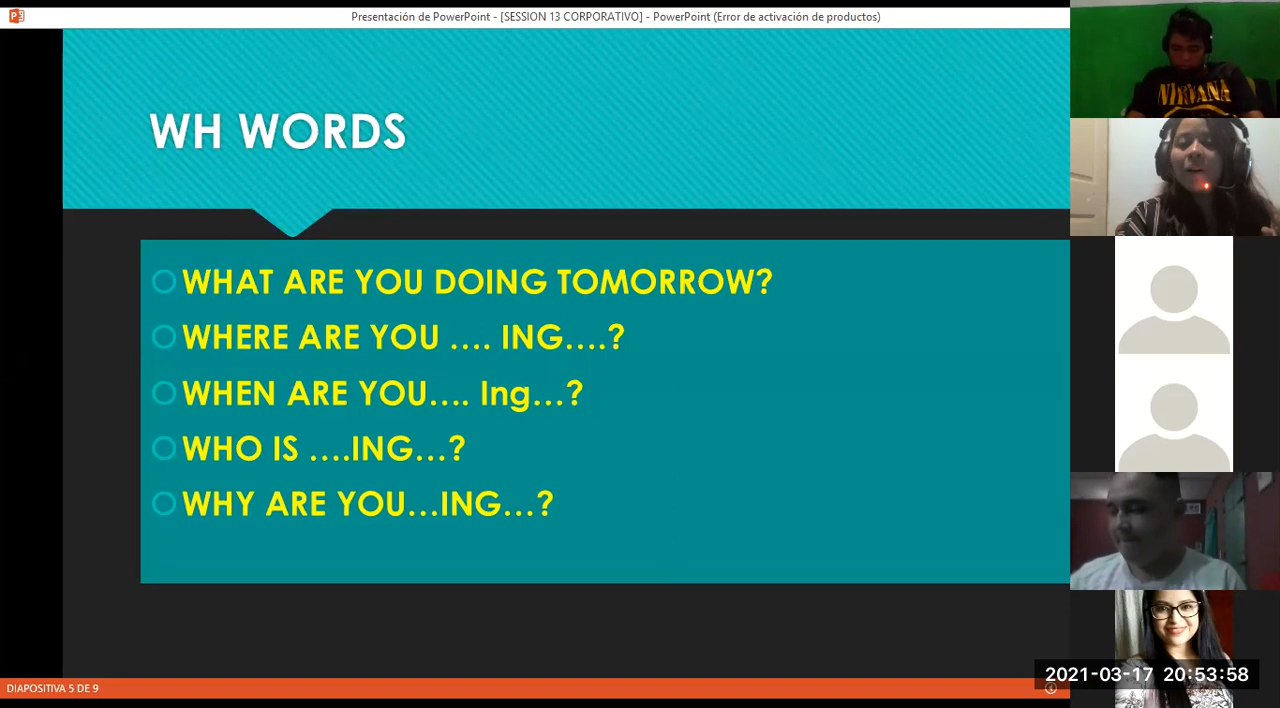 Presentación de PowerPoint - [SESSION 13 CORPORATIVO] - PowerPoint (Error de activación de productos)
NIRVANA
WH WORDS
WHAT ARE YOU DOING TOMORROW?
WHERE ARE YOU .... ING....?
WHEN ARE YOU.... Ing...?
WHO IS ....ING...?
WHY ARE YOU...ING...?
2021-03-17 20:53:58
DIAPOSITIVA 5 DE 9